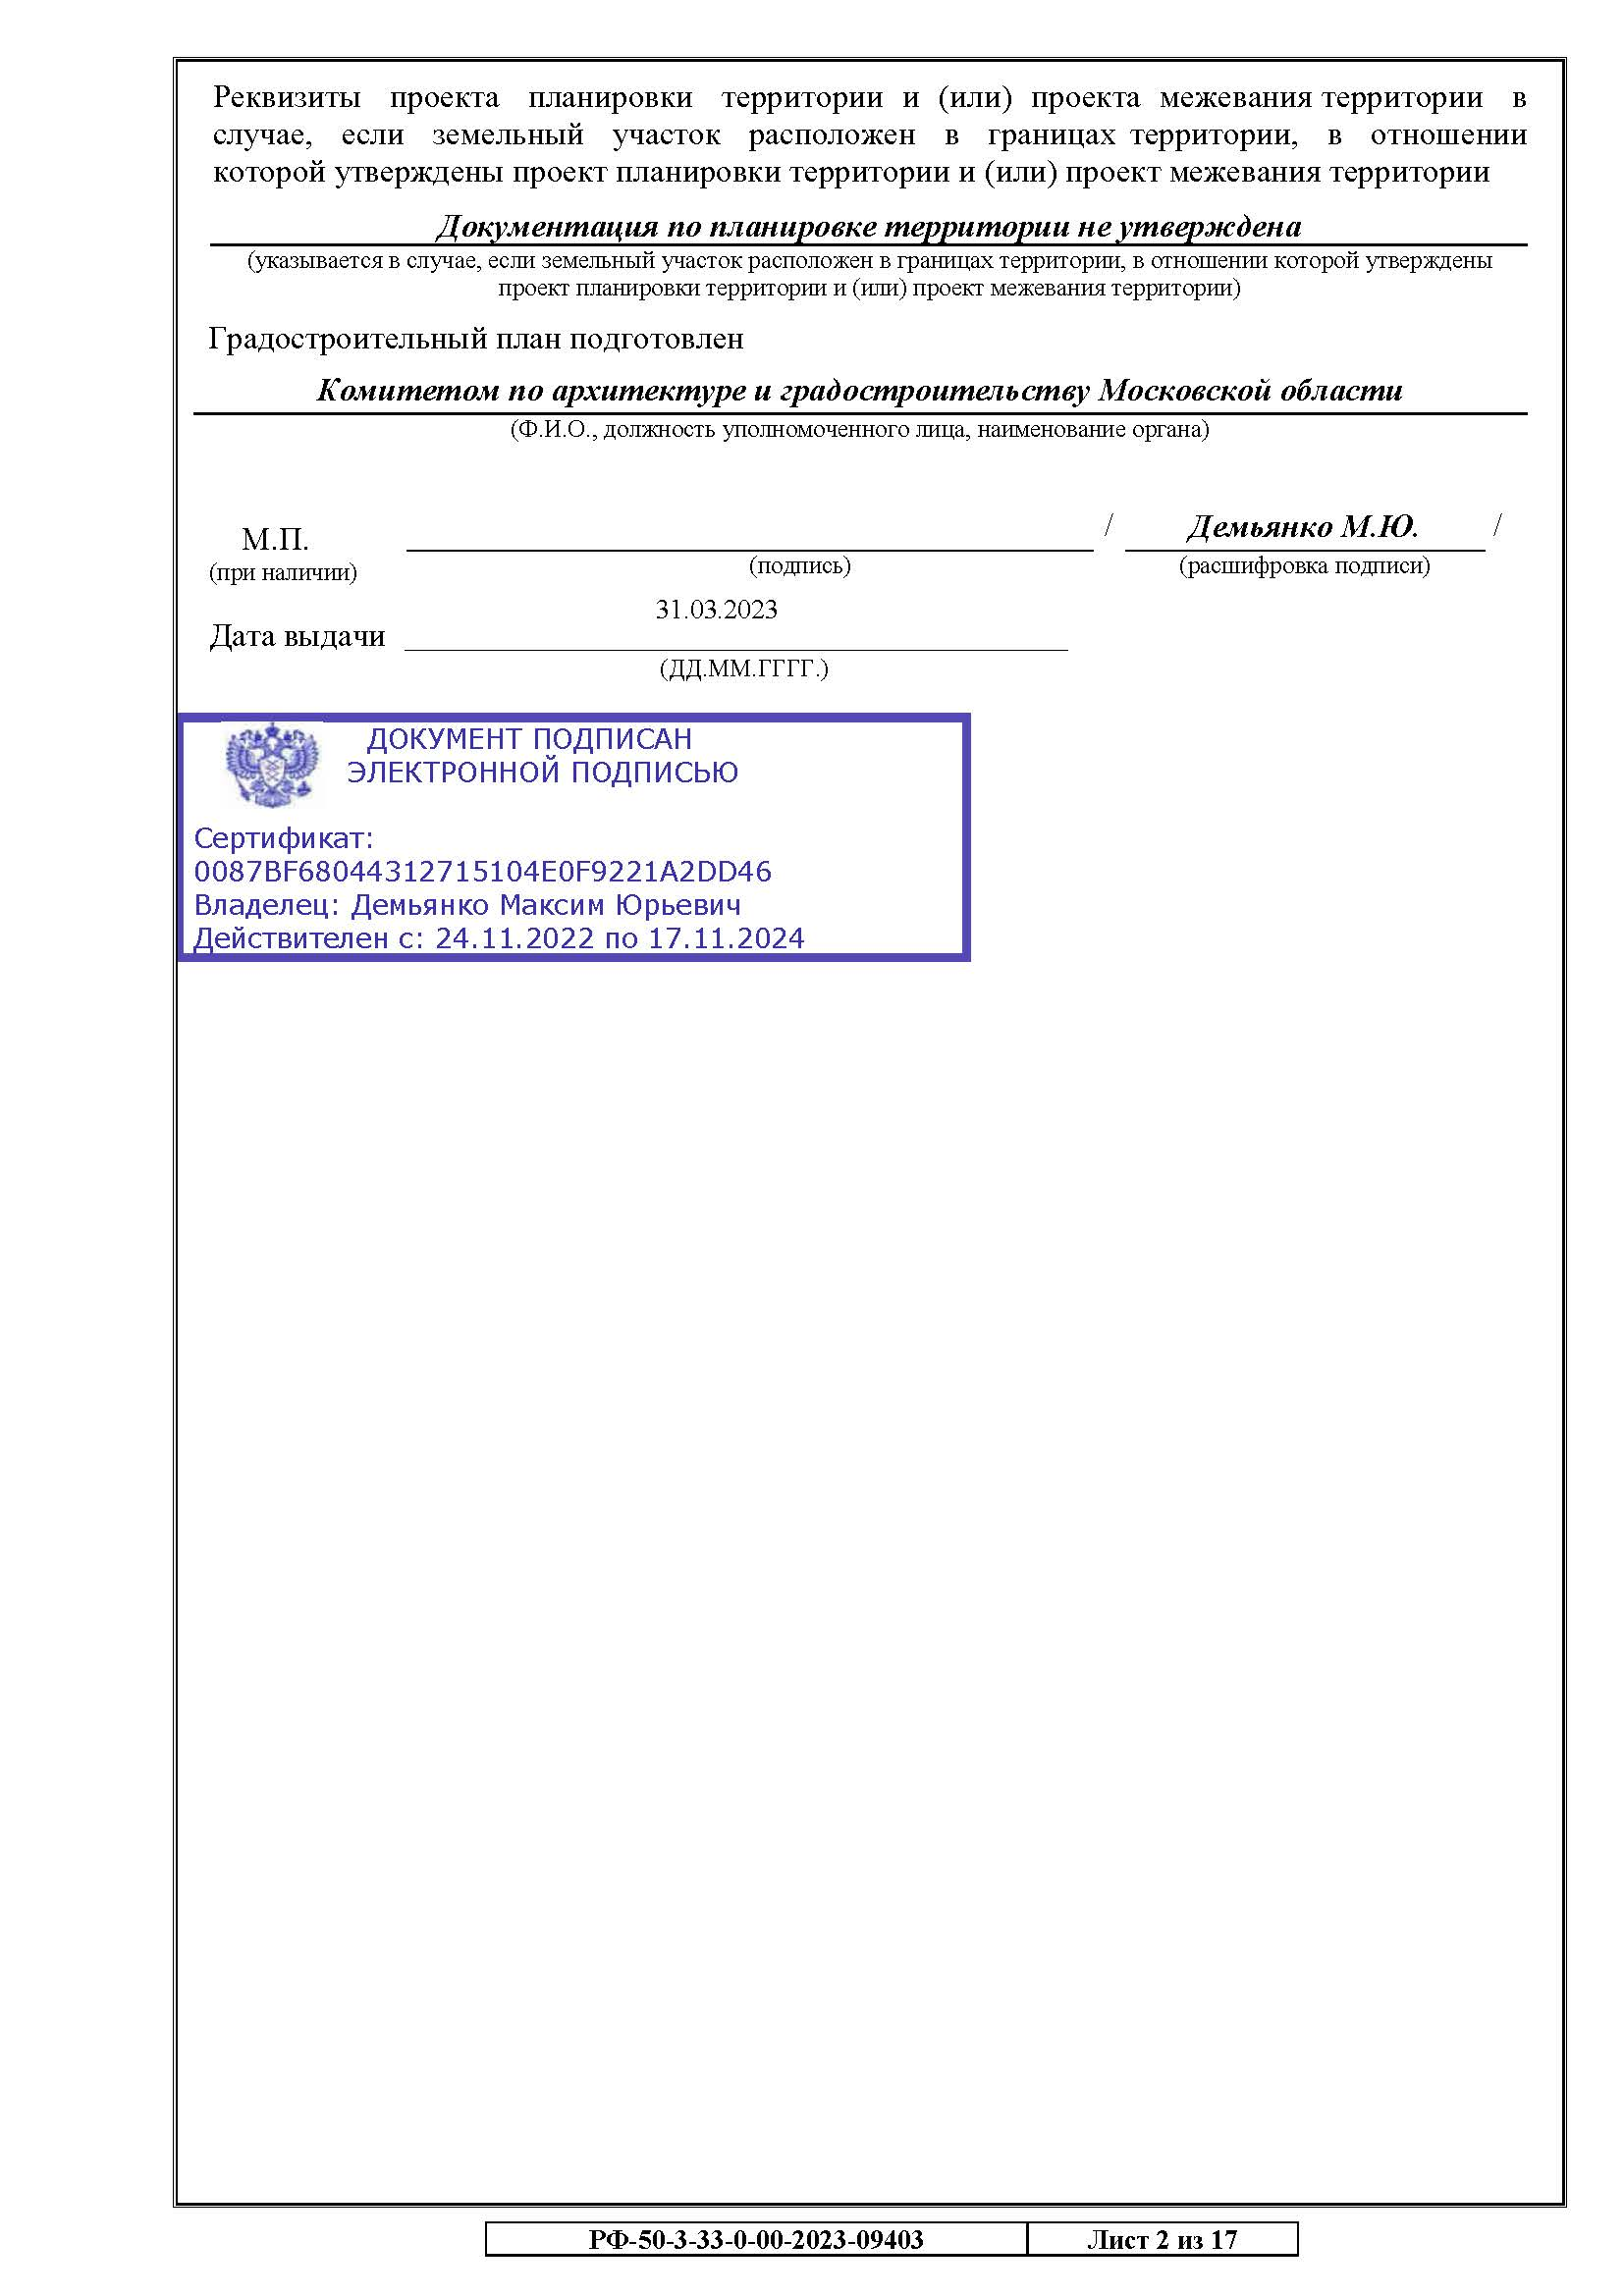 Реквизиты проекта планировки территории и (или) проекта межевания территории в
случае, если земельный участок расположен в границах территории, в отношении
которой утверждены проект планировки территории и (или) проект межевания территории
Документация по планировке территории не утверждена
(указывается в случае, если земельный участок расположен в границах территории, в отношении которой утверждены
проект планировки территории и (или) проект межевания территории)
Градостроительный план подготовлен
Комитетом по архитектуре и градостроительству Московской области
(Ф.И.О., должность уполномоченного лица, наименование органа)
М.П. / Демьянко М.Ю. /
(при наличии) (подпись) (расшифровка подписи)
31.03.2023
Дата выдачи
(ДД.ММ.ГГГГ.)
ДОКУМЕНТ ПОДПИСАН
ЭЛЕКТРОННОЙ ПОДПИСЬЮ
Сертификат:
0087BF68044312715104E0F9221A2DD46
Владелец: Демьянко Максим Юрьевич
Действителен с: 24.11.2022 по 17.11.2024
РФ-50-3-33-0-00-2023-09403 Лист 2 из 17